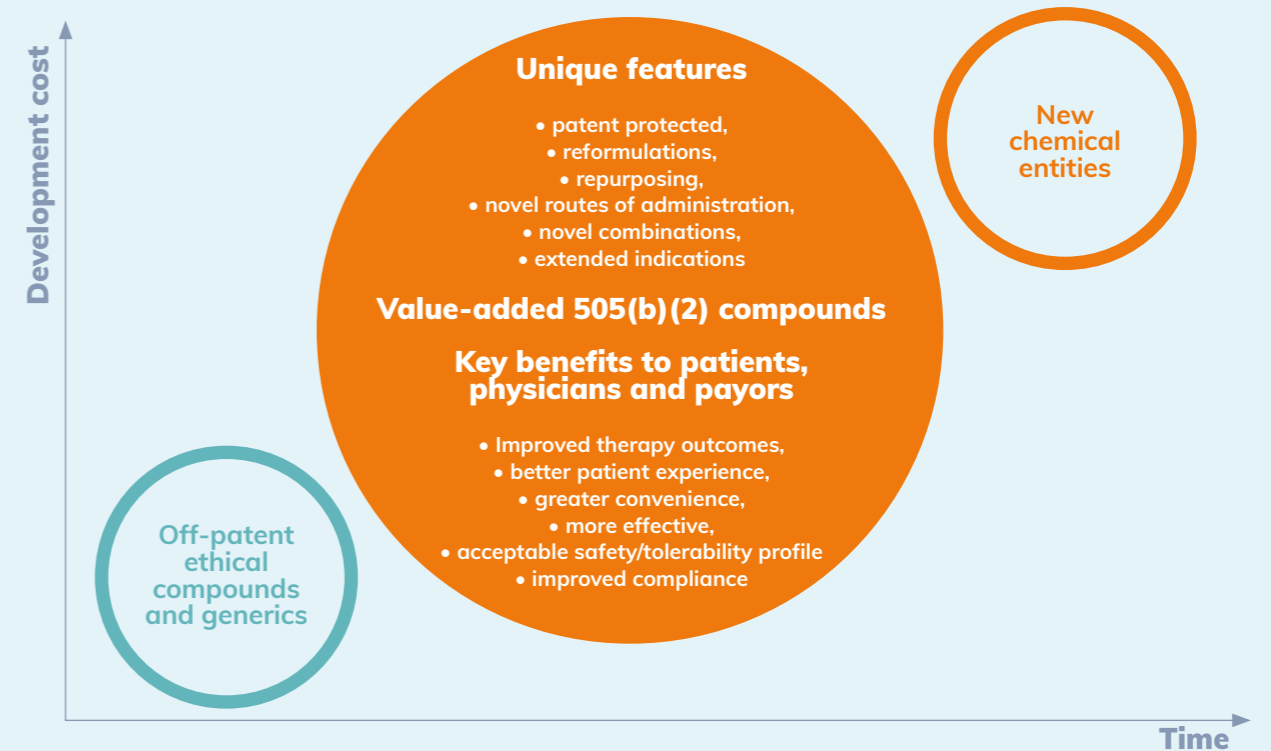 Development cost
Unique features
• patent protected,
• reformulations,
• repurposing,
• novel routes of administration,
• novel combinations,
• extended indications
Value-added 505(b)(2) compounds
Key benefits to patients,
physicians and payors
• Improved therapy outcomes,
• better patient experience,
• greater convenience,
• more effective,
• acceptable safety/tolerability profile
• improved compliance
New
chemical
entities
Off-patent
ethical
compounds
and generics
Time